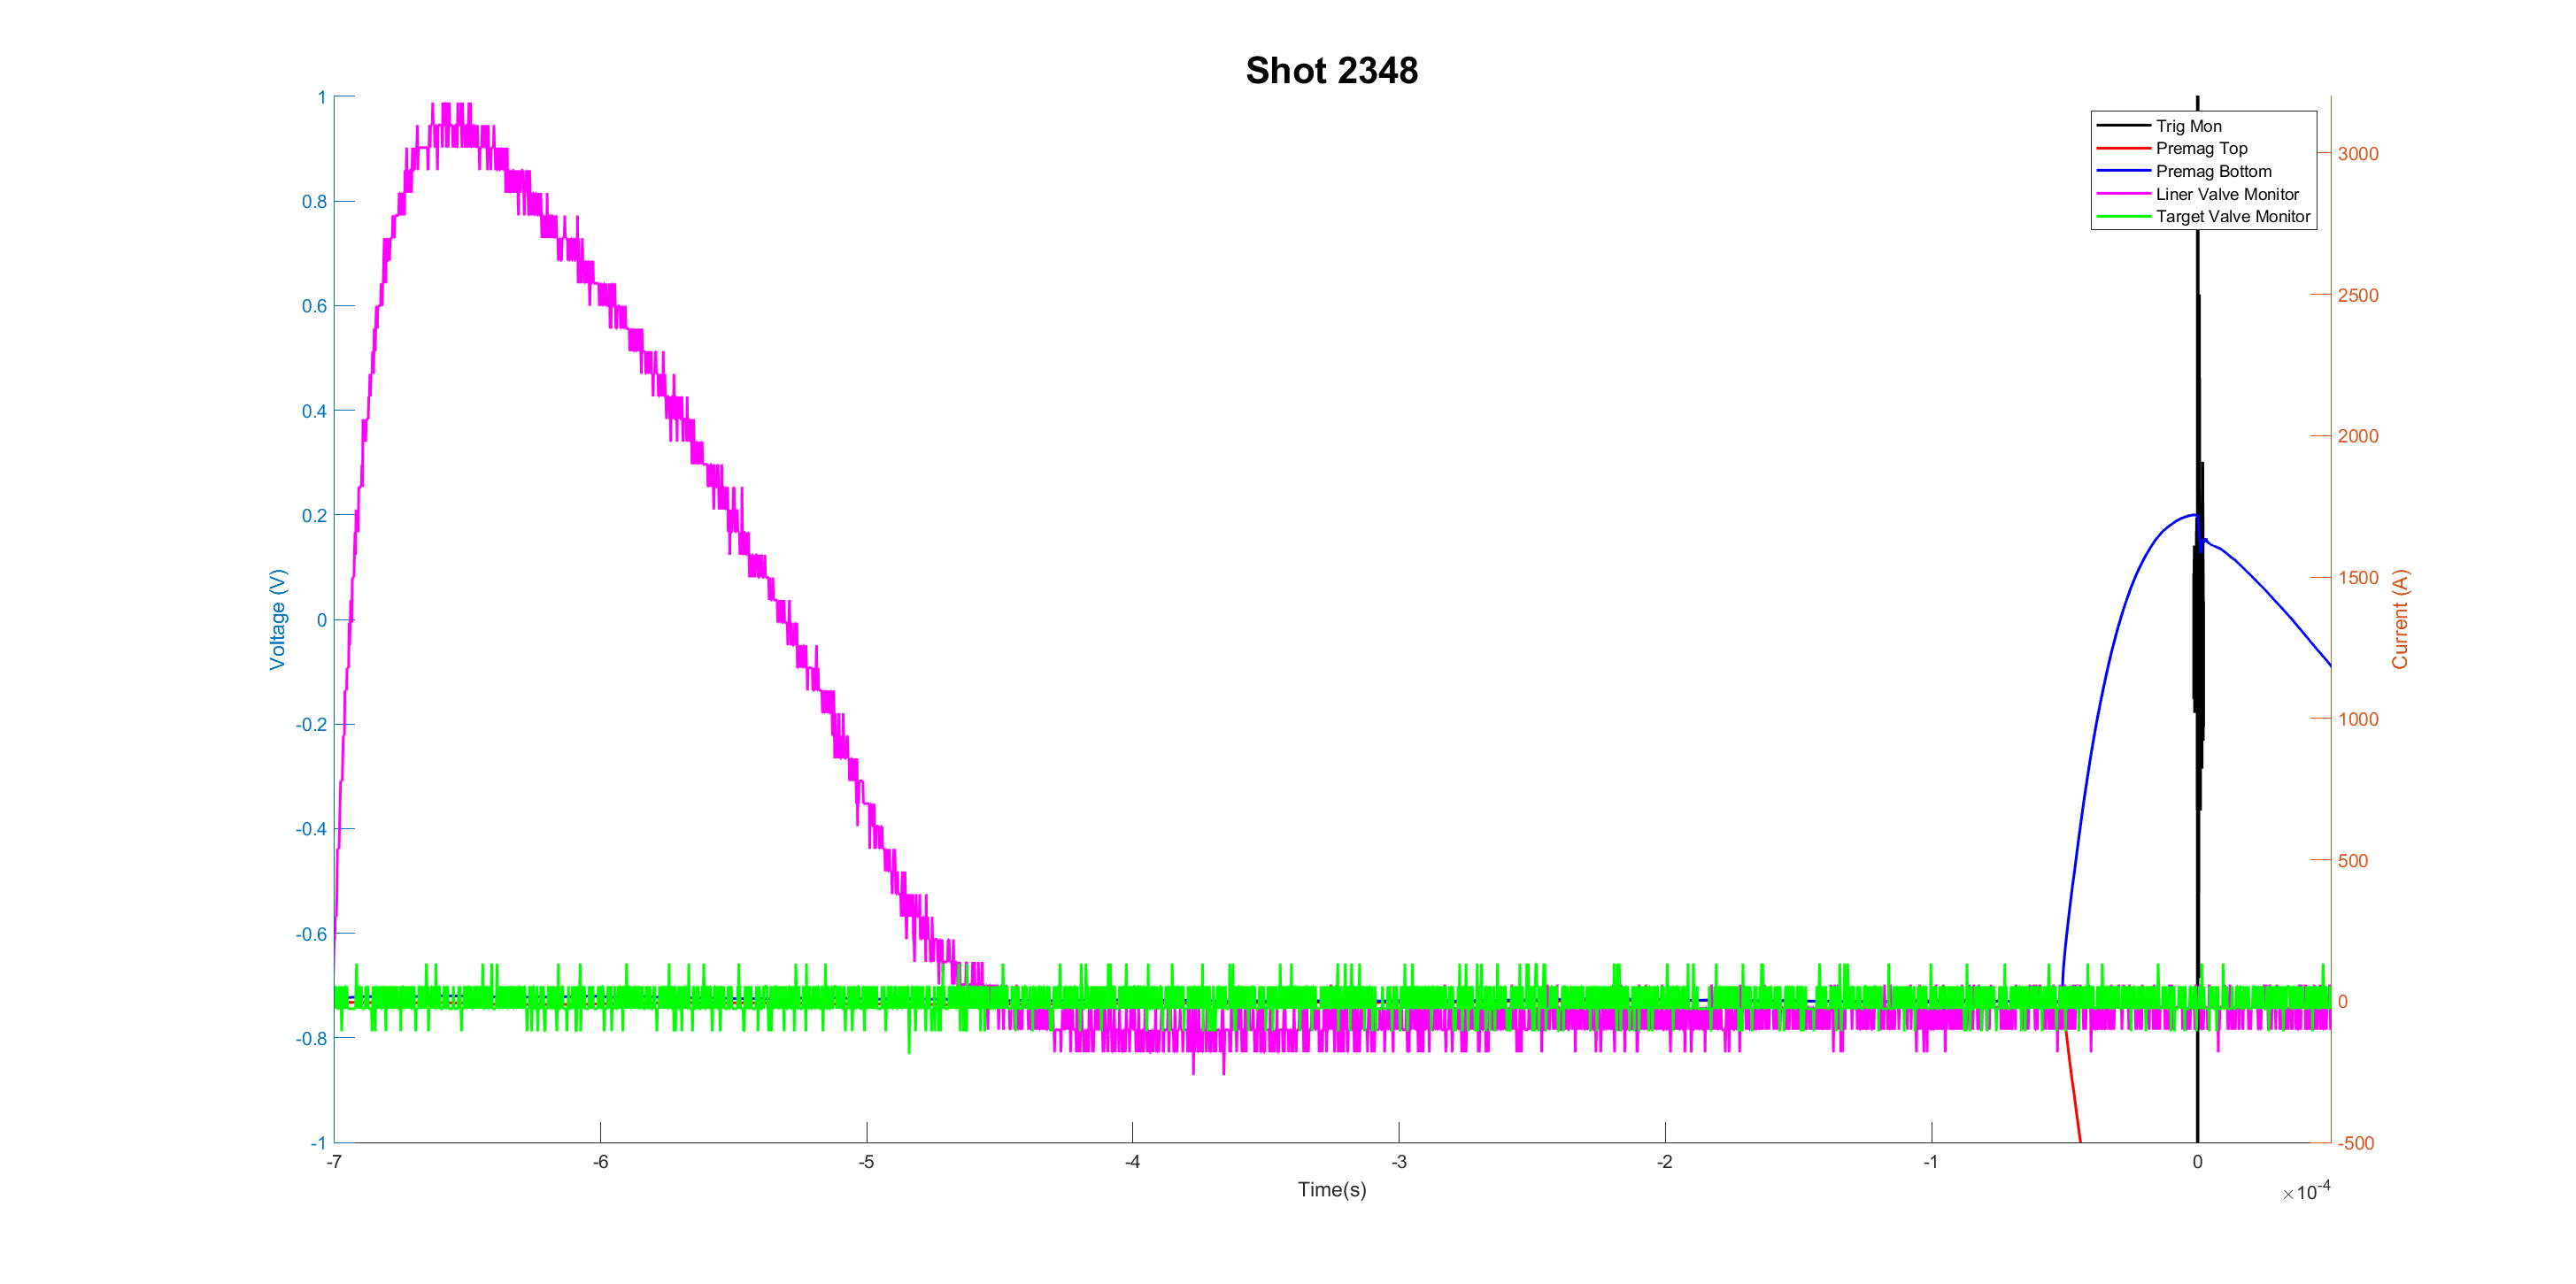 Shot 2348
Trig Mon
Premag Top
Premag Bottom
Liner Valve Monitor
Target Valve Monitor
Voltage (V)
1
0.8
0.6
0.4
0.2
0
-0.2
-0.4
-0.6
-0.8
-1
3000
2500
2000
1500
1000
500
0
-500
Current (A)
-7 -6 -5 -4 -3 -2 -1 0
Time(s)
×10-4